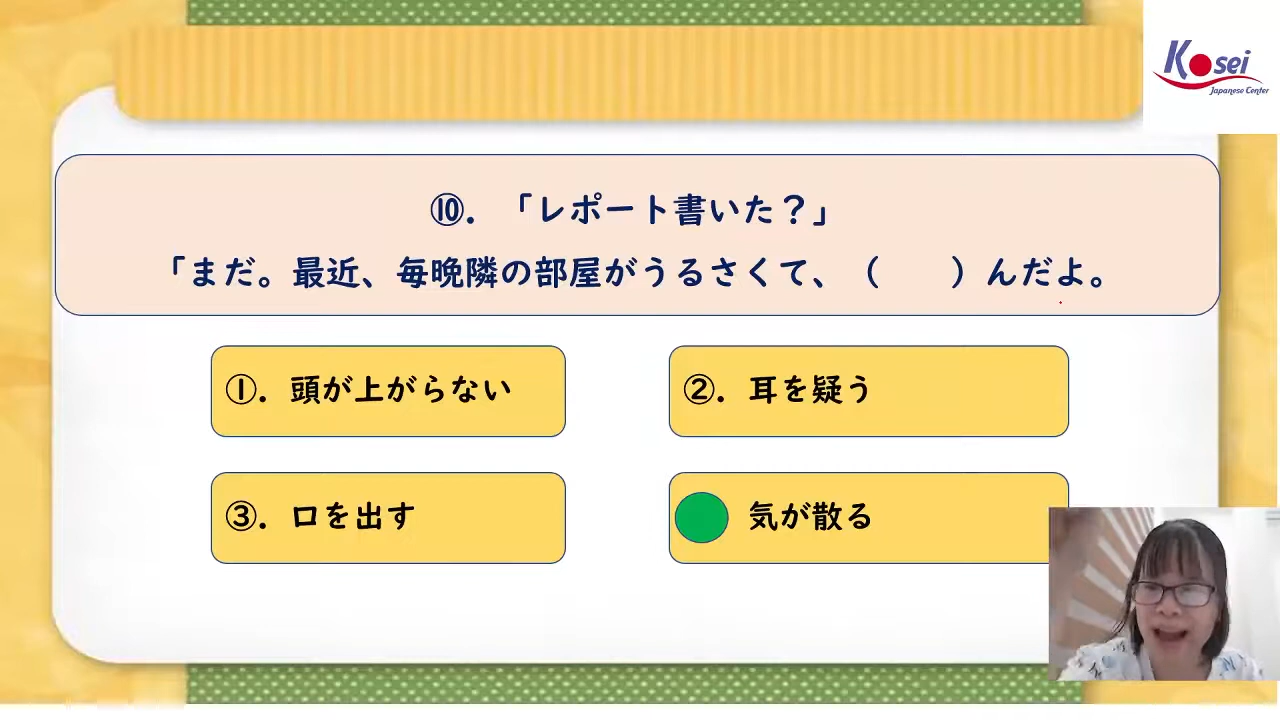 Kosei
Japanese Center
⑩. 「レポート書いた？」
「まだ。最近、毎晩隣の部屋がうるさくて、（　　）んだよ。
①. 頭が上がらない
②. 耳を疑う
③. 口を出す
気が散る